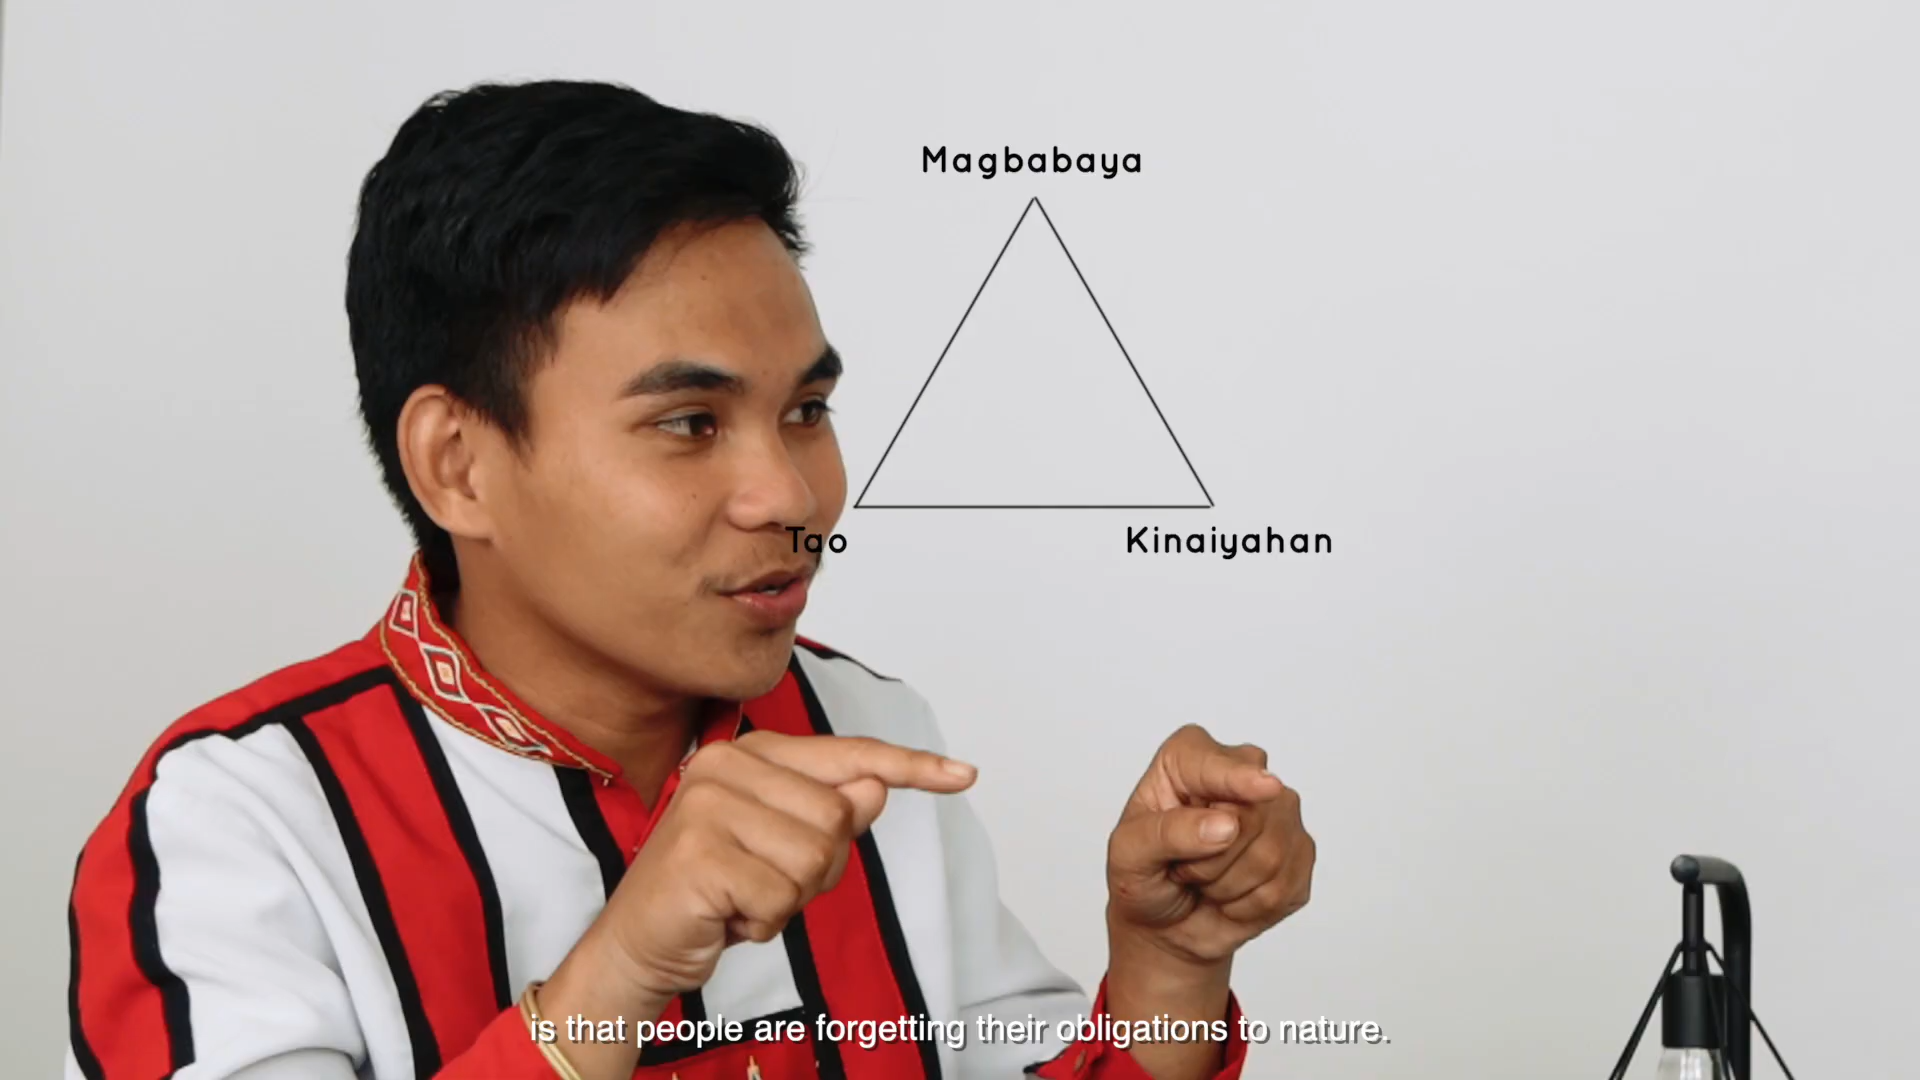 Magbabaya
Tao
Kinaiyahan
is that people are forgetting their obligations to nature.